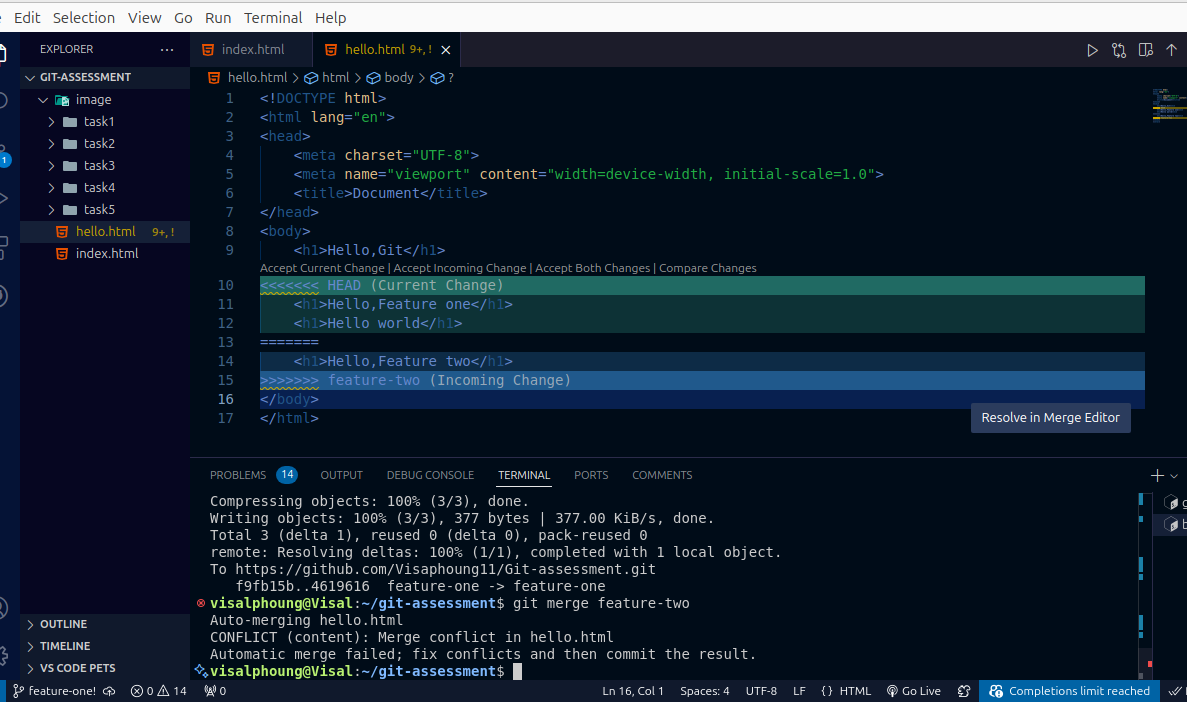 Edit Selection View Go Run Terminal Help
EXPLORER ...
index.html
hello.html 9+, !
GIT-ASSESSMENT
image
task1
task2
task3
task4
task5
hello.html 9+, !
index.html
OUTLINE
TIMELINE
VS CODE PETS
1
hello.html > html > body > ?
1 <!DOCTYPE html>
2 <html lang="en">
3 <head>
4 <meta charset="UTF-8">
5 <meta name="viewport" content="width=device-width, initial-scale=1.0">
6 <title>Document</title>
7 </head>
8 <body>
9 <h1>Hello,Git</h1>
Accept Current Change | Accept Incoming Change | Accept Both Changes | Compare Changes
10 <<<<<<< HEAD (Current Change)
11 <h1>Hello,Feature one</h1>
12 <h1>Hello world</h1>
13 =======
14 <h1>Hello,Feature two</h1>
15 >>>>>>> feature-two (Incoming Change)
16 </body>
17 </html>
Resolve in Merge Editor
PROBLEMS 14 OUTPUT DEBUG CONSOLE TERMINAL PORTS COMMENTS
Compressing objects: 100% (3/3), done.
Writing objects: 100% (3/3), 377 bytes | 377.00 KiB/s, done.
Total 3 (delta 1), reused 0 (delta 0), pack-reused 0
remote: Resolving deltas: 100% (1/1), completed with 1 local object.
To https://github.com/Visaphoung11/Git-assessment.git
f9fb15b..4619616 feature-one -> feature-one
visalphoung@Visal:~/git-assessment$ git merge feature-two
Auto-merging hello.html
CONFLICT (content): Merge conflict in hello.html
Automatic merge failed; fix conflicts and then commit the result.
visalphoung@Visal:~/git-assessment$
feature-one! 0 14 0 Ln 16, Col 1 Spaces: 4 UTF-8 LF {} HTML Go Live Completions limit reached